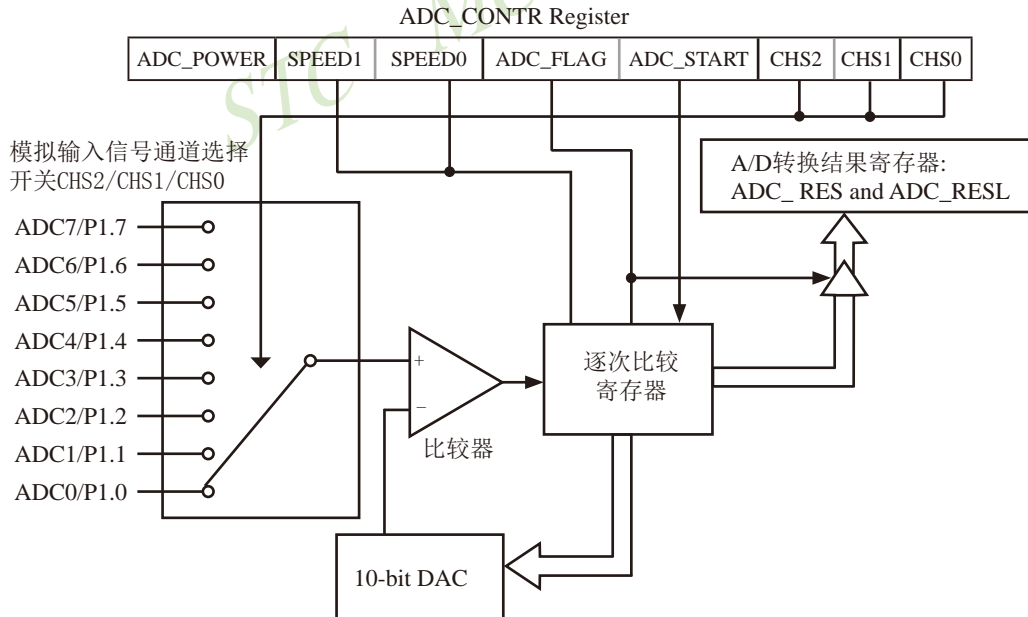 ADC_CONTR Register
ADC_POWER SPEED1 SPEED0 ADC_FLAG ADC_START CHS2 CHS1 CHS0
STC MC
模拟输入信号通道选择
开关CHS2/CHS1/CHS0
A/D转换结果寄存器:
ADC_ RES and ADC_RESL
ADC7/P1.7
ADC6/P1.6
ADC5/P1.5
ADC4/P1.4
ADC3/P1.3
ADC2/P1.2
ADC1/P1.1
ADC0/P1.0
+
−
比较器
逐次比较
寄存器
10-bit DAC